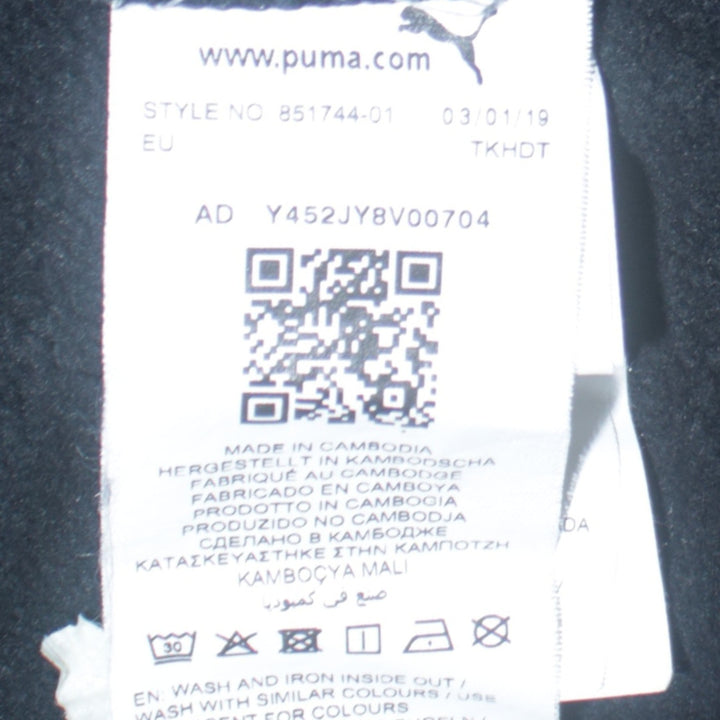 www.puma.com
STYLE NO 851744-01 03/01/19
EU TKHDT
AD Y452JY8V00704
MADE IN CAMBODIA
HERGESTELLT IN KAMBODSCHA
FABRIQUÉ AU CAMBODGE
FABRICADO EN CAMBOYA
PRODOTTO IN CAMBOGIA
PRODUZIDO NO CAMBODJA
СДЕЛАНО В КАМБОДЖЕ
ΚΑΤΑΣΚΕΥΑΣΤΗΚΕ ΣΤΗΝ ΚΑΜΠΟΤΖΗ
KAMBOÇYA MALI
صنع في كمبوديا
30
EN: WASH AND IRON INSIDE OUT /
WASH WITH SIMILAR COLOURS / USE
FOR COLOURS